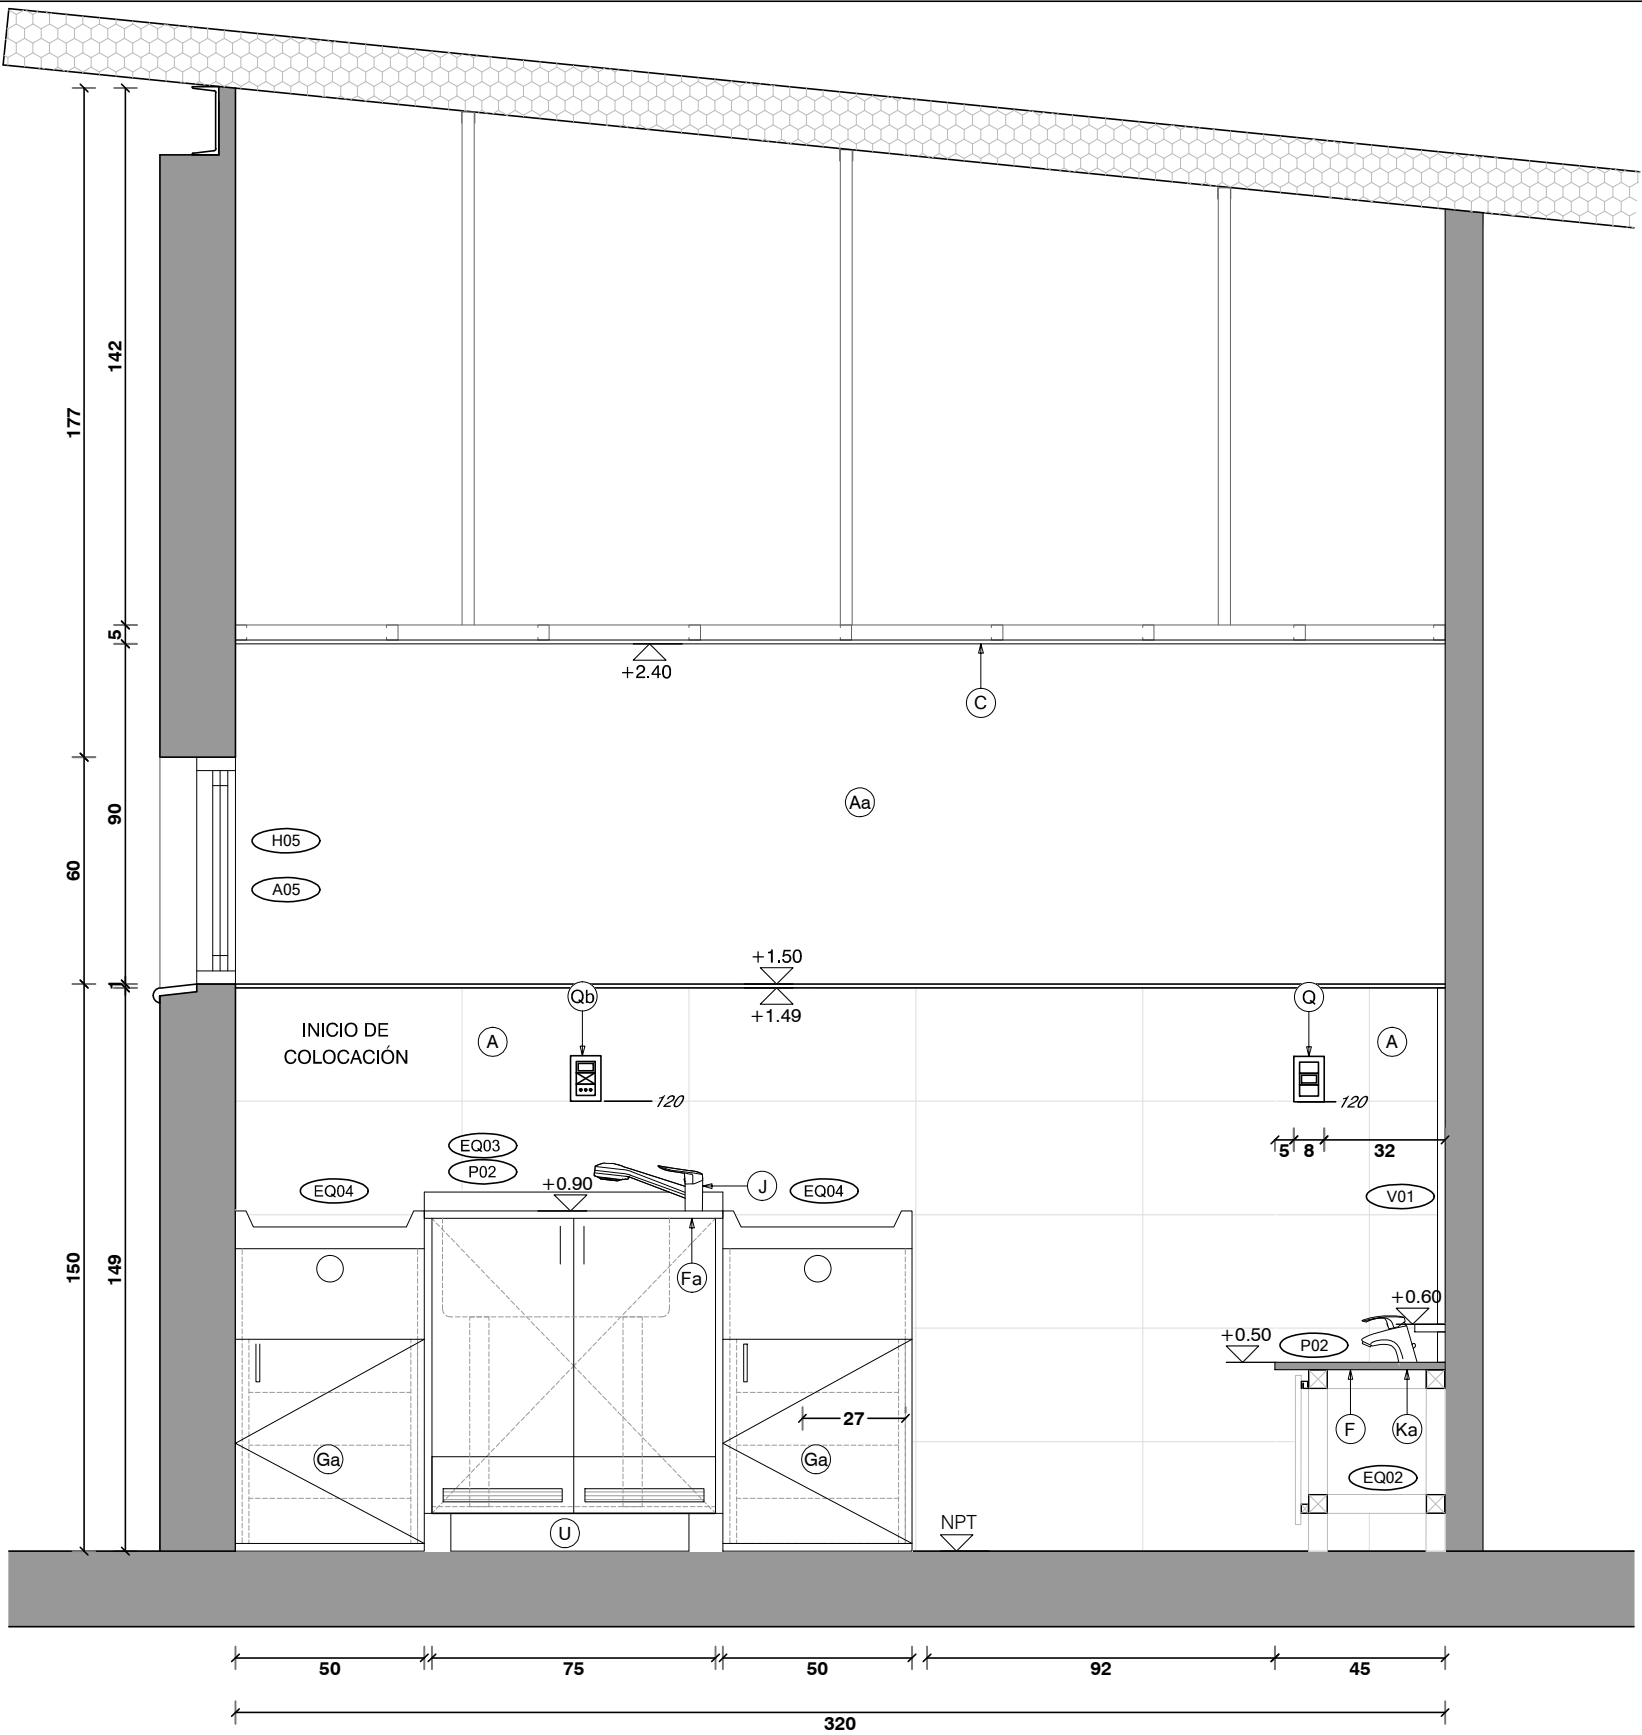 142
177
5
+2.40
C
90
Aa
H05
60
A05
+1.50
1
Qb
Q
+1.49
INICIO DE
COLOCACIÓN
A
A
120
120
5
8
32
EQ03
P02
J
EQ04
+0.90
EQ04
V01
150
149
Fa
+0.60
+0.50
P02
27
F
Ka
Ga
Ga
EQ02
NPT
U
50
75
50
92
45
320